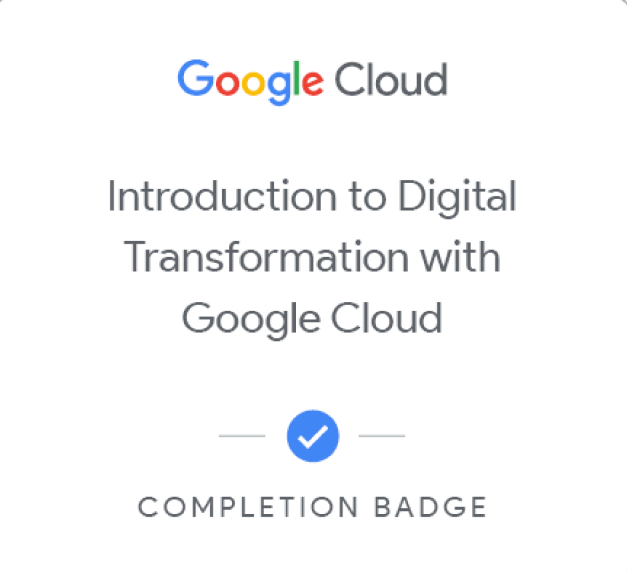 Google Cloud
Introduction to Digital
Transformation with
Google Cloud
COMPLETION BADGE